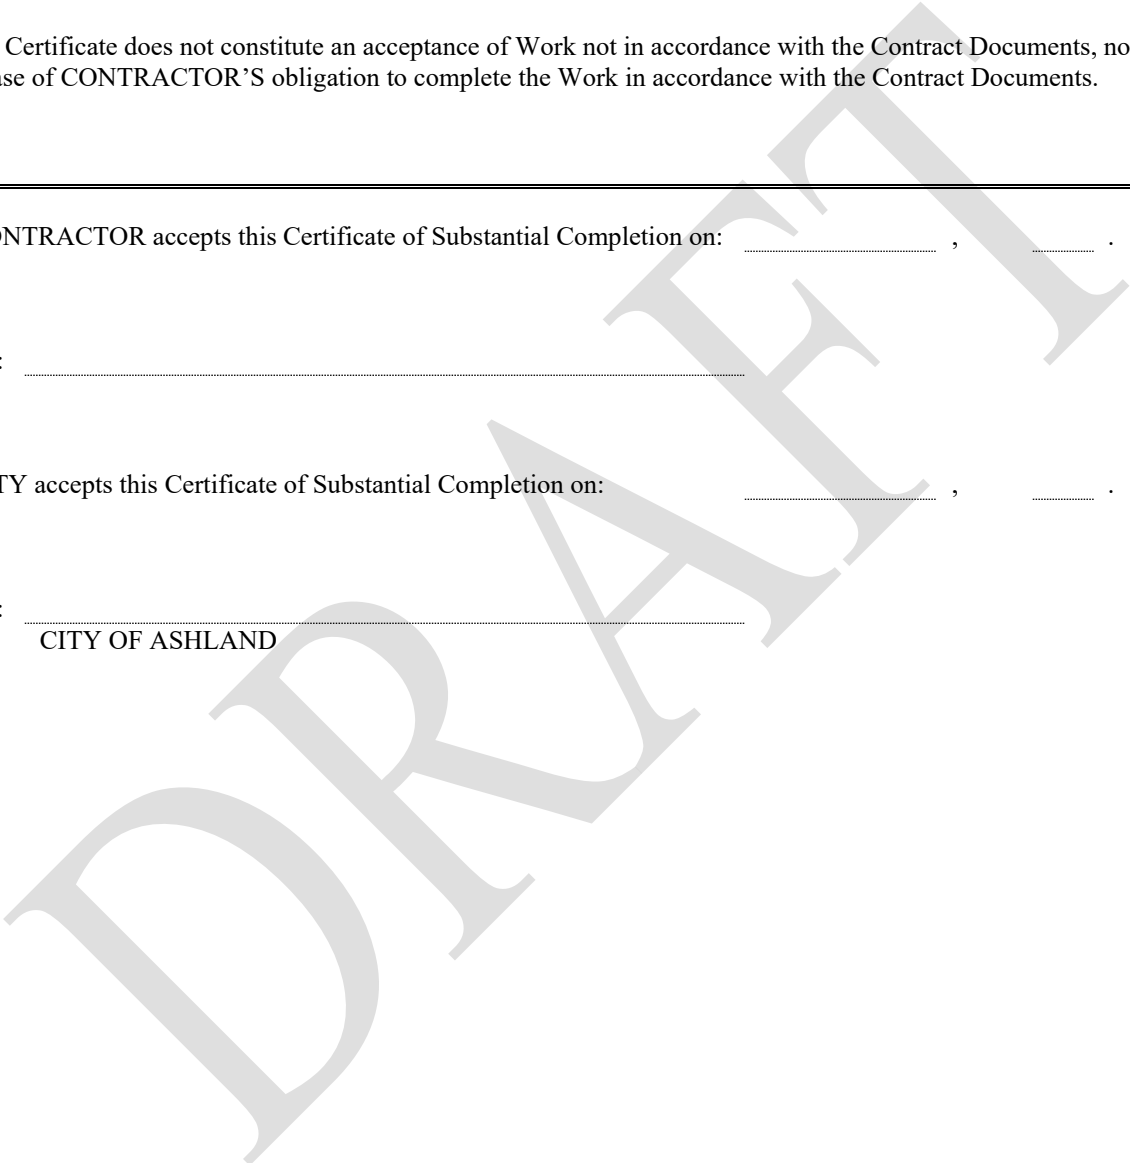 Certificate does not constitute an acceptance of Work not in accordance with the Contract Documents, no
of CONTRACTOR’S obligation to complete the Work in accordance with the Contract Documents.
accepts this Certificate of Substantial Completion on: , .
:
accepts this Certificate of Substantial Completion on: , .
:
CITY OF ASHLAND
DRAFT